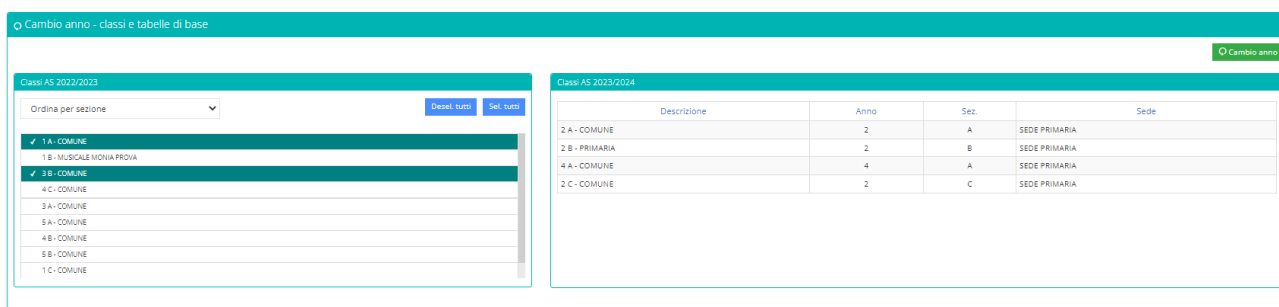 Cambio anno - classi e tabelle di base
Cambio anno
Classi AS 2022/2023
Ordina per sezione
Desel. tutti
Sel. tutti
1 A - COMUNE
1 B - MUSICALE MONIA PROVA
3 B - COMUNE
4 C - COMUNE
3 A - COMUNE
5 A - COMUNE
4 B - COMUNE
5 B - COMUNE
1 C - COMUNE
Classi AS 2023/2024
Descrizione Anno Sez. Sede
2 A - COMUNE 2 A SEDE PRIMARIA
2 B - PRIMARIA 2 B SEDE PRIMARIA
4 A - COMUNE 4 A SEDE PRIMARIA
2 C - COMUNE 2 C SEDE PRIMARIA